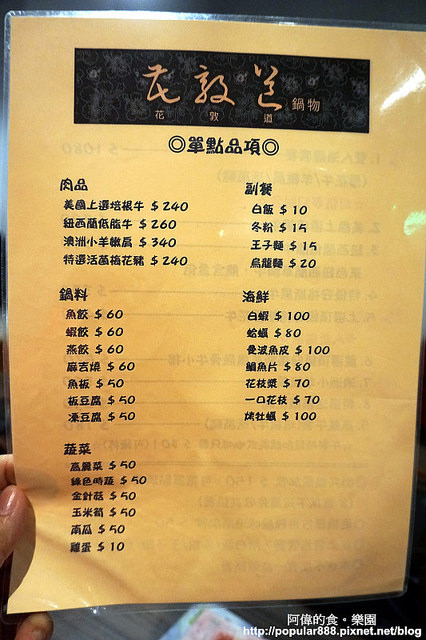 花敦道 鍋物
花 敦 道
◎單點品項◎
肉品
美國上選培根牛 $240
紐西蘭低脂牛 $260
澳洲小羊嫩肩 $340
特選活菌梅花豬 $240
副餐
白飯 $10
冬粉 $15
王子麵 $15
烏龍麵 $20
鍋料
魚餃 $60
蝦餃 $60
燕餃 $60
麻吉燒 $60
魚板 $50
板豆腐 $50
凍豆腐 $50
海鮮
白蝦 $100
蛤蠣 $80
曼波魚皮 $100
鯛魚片 $80
花枝漿 $70
一口花枝 $70
烤牡蠣 $100
蔬菜
高麗菜 $50
綠色時蔬 $50
金針菇 $50
玉米筍 $50
南瓜 $50
雞蛋 $10
阿偉的食。樂園
http://popular888.pixnet.net/blog